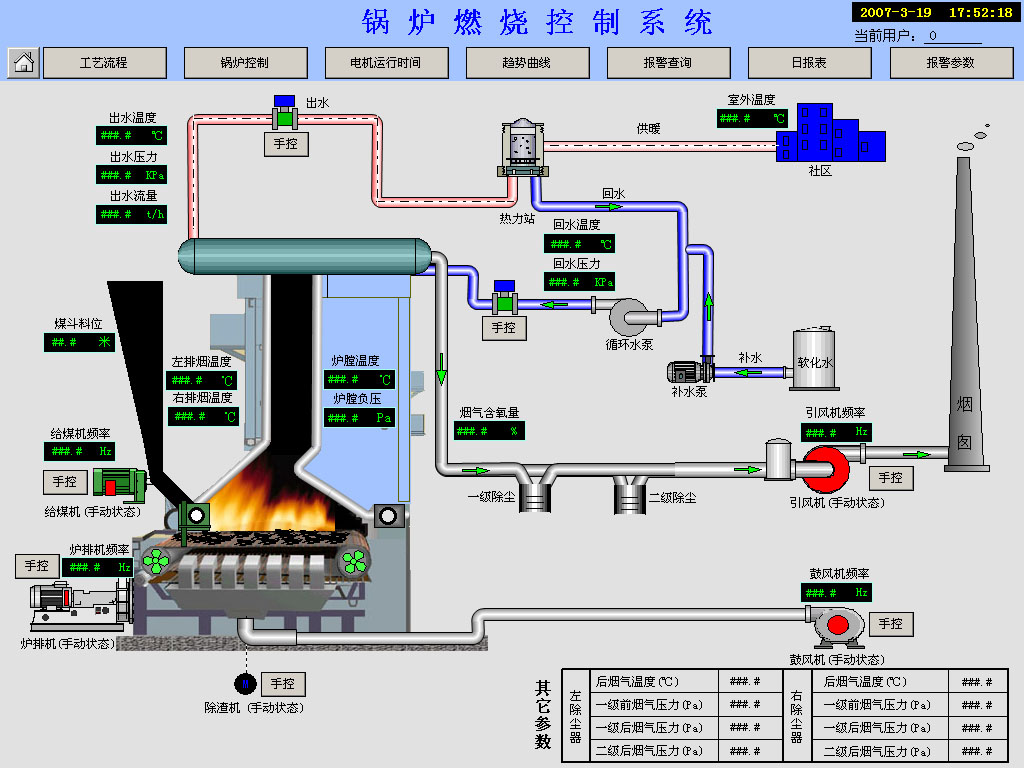 锅炉燃烧控制系统
2007-3-19 17:52:18
当前用户： 0
工艺流程
锅炉控制
电机运行时间
趋势曲线
报警查询
日报表
报警参数
出水
手控
出水温度
###.# ℃
出水压力
###.# KPa
出水流量
###.# t/h
室外温度
###.# ℃
供暖
社区
热力站
回水
回水温度
###.# ℃
回水压力
###.# KPa
手控
循环水泵
补水
补水泵
软化水
煤斗料位
##.# 米
左排烟温度
###.# ℃
右排烟温度
###.# ℃
炉膛温度
###.# ℃
炉膛负压
###.# Pa
烟气含氧量
###.# %
烟囱
引风机频率
###.# Hz
手控
引风机(手动状态)
一级除尘
二级除尘
给煤机频率
###.# Hz
手控
给煤机(手动状态)
炉排机频率
手控
###.# Hz
炉排机(手动状态)
鼓风机频率
###.# Hz
手控
鼓风机(手动状态)
手控
除渣机(手动状态)
其它参数
左除尘器
后烟气温度(℃) ###.#
一级前烟气压力(Pa) ###.#
一级后烟气压力(Pa) ###.#
二级后烟气压力(Pa) ###.#
右除尘器
后烟气温度(℃) ###.#
一级前烟气压力(Pa) ###.#
一级后烟气压力(Pa) ###.#
二级后烟气压力(Pa) ###.#